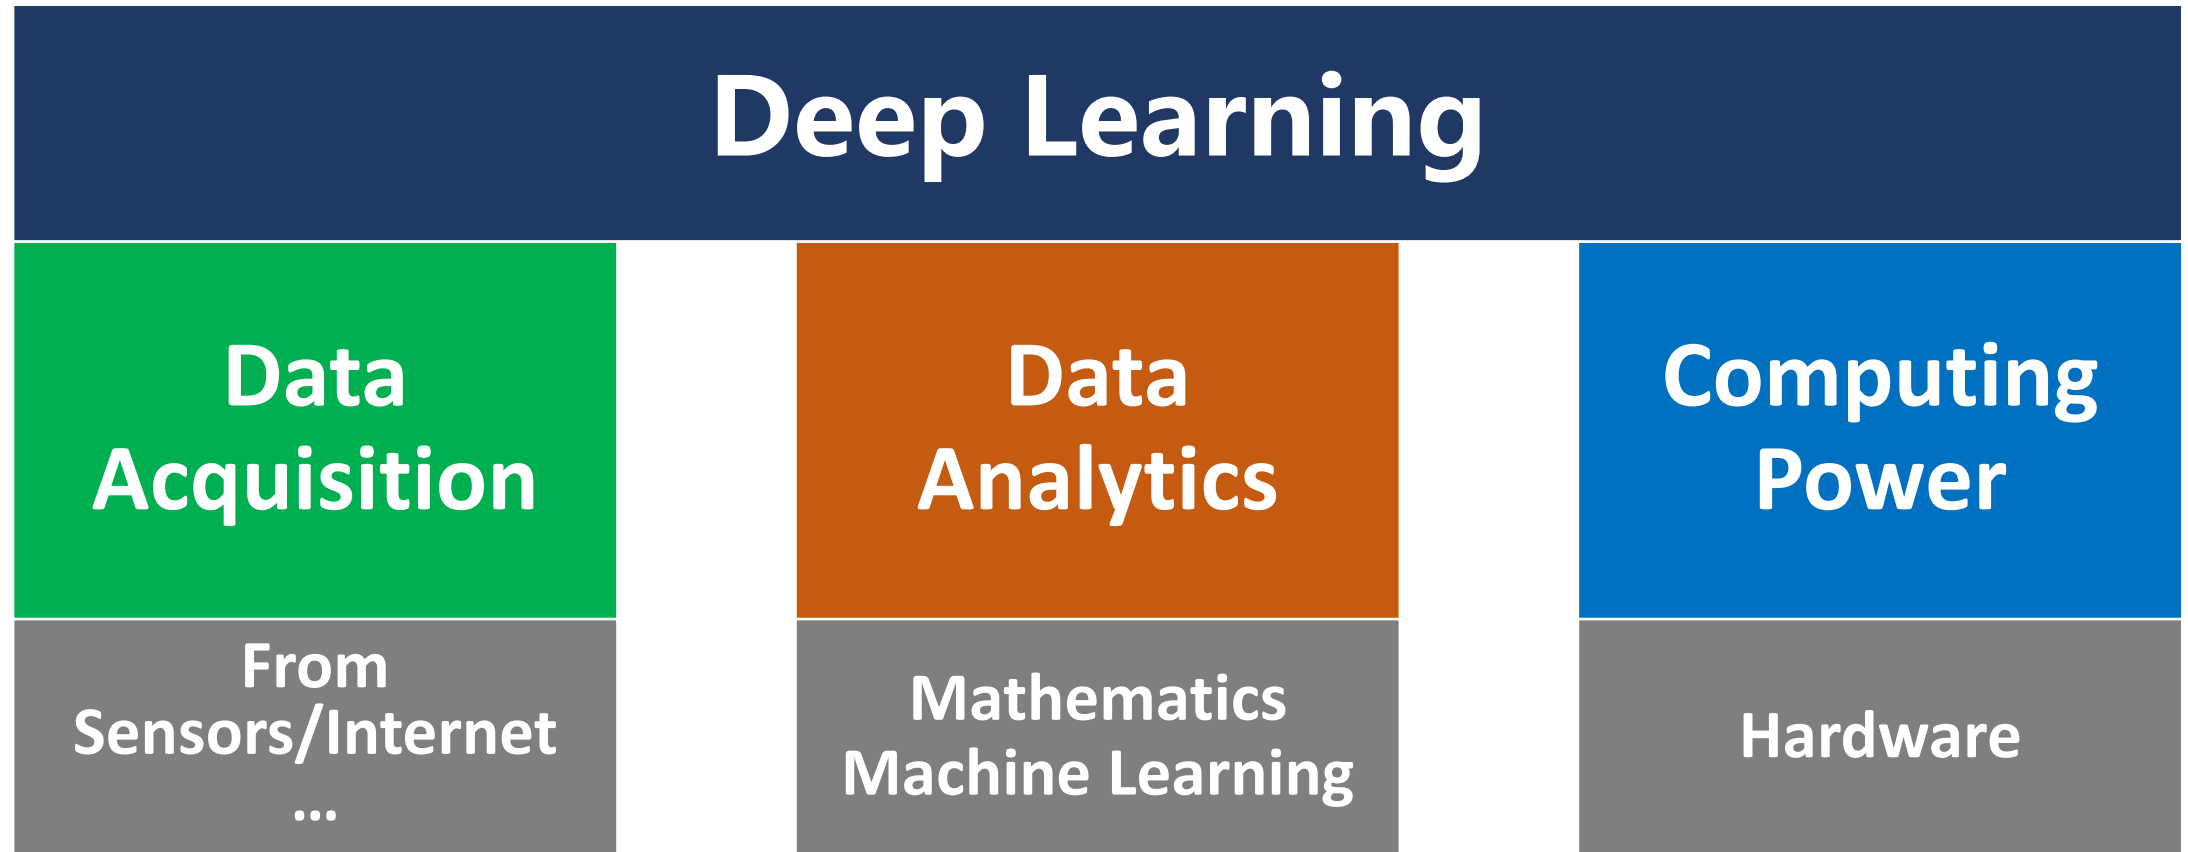 Deep Learning
Data
Acquisition
Data
Analytics
Computing
Power
From
Sensors/Internet
...
Mathematics
Machine Learning
Hardware